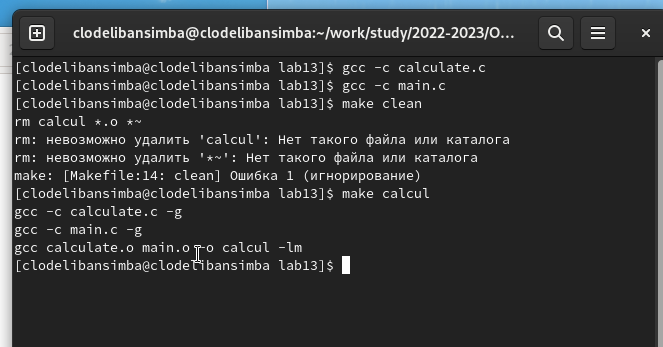 clodelibansimba@clodelibansimba:~/work/study/2022-2023/O...
[clodelibansimba@clodelibansimba lab13]$ gcc -c calculate.c
[clodelibansimba@clodelibansimba lab13]$ gcc -c main.c
[clodelibansimba@clodelibansimba lab13]$ make clean
rm calcul *.o *~
rm: невозможно удалить 'calcul': Нет такого файла или каталога
rm: невозможно удалить '*~': Нет такого файла или каталога
make: [Makefile:14: clean] Ошибка 1 (игнорирование)
[clodelibansimba@clodelibansimba lab13]$ make calcul
gcc -c calculate.c -g
gcc -c main.c -g
gcc calculate.o main.o -o calcul -lm
[clodelibansimba@clodelibansimba lab13]$